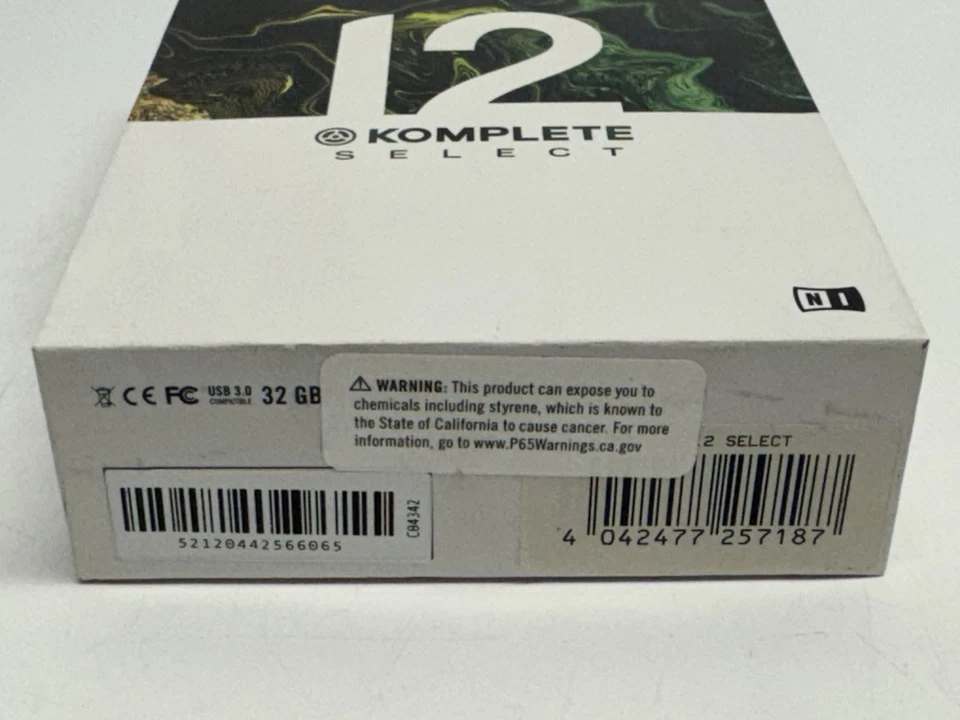 12
KOMPLETE
SELECT
NI
CE FC USB 3.0 COMPATIBLE 32 GB
WARNING: This product can expose you to
chemicals including styrene, which is known to
the State of California to cause cancer. For more
information, go to www.P65Warnings.ca.gov
2 SELECT
52120442566065
C04342
4 042477 257187